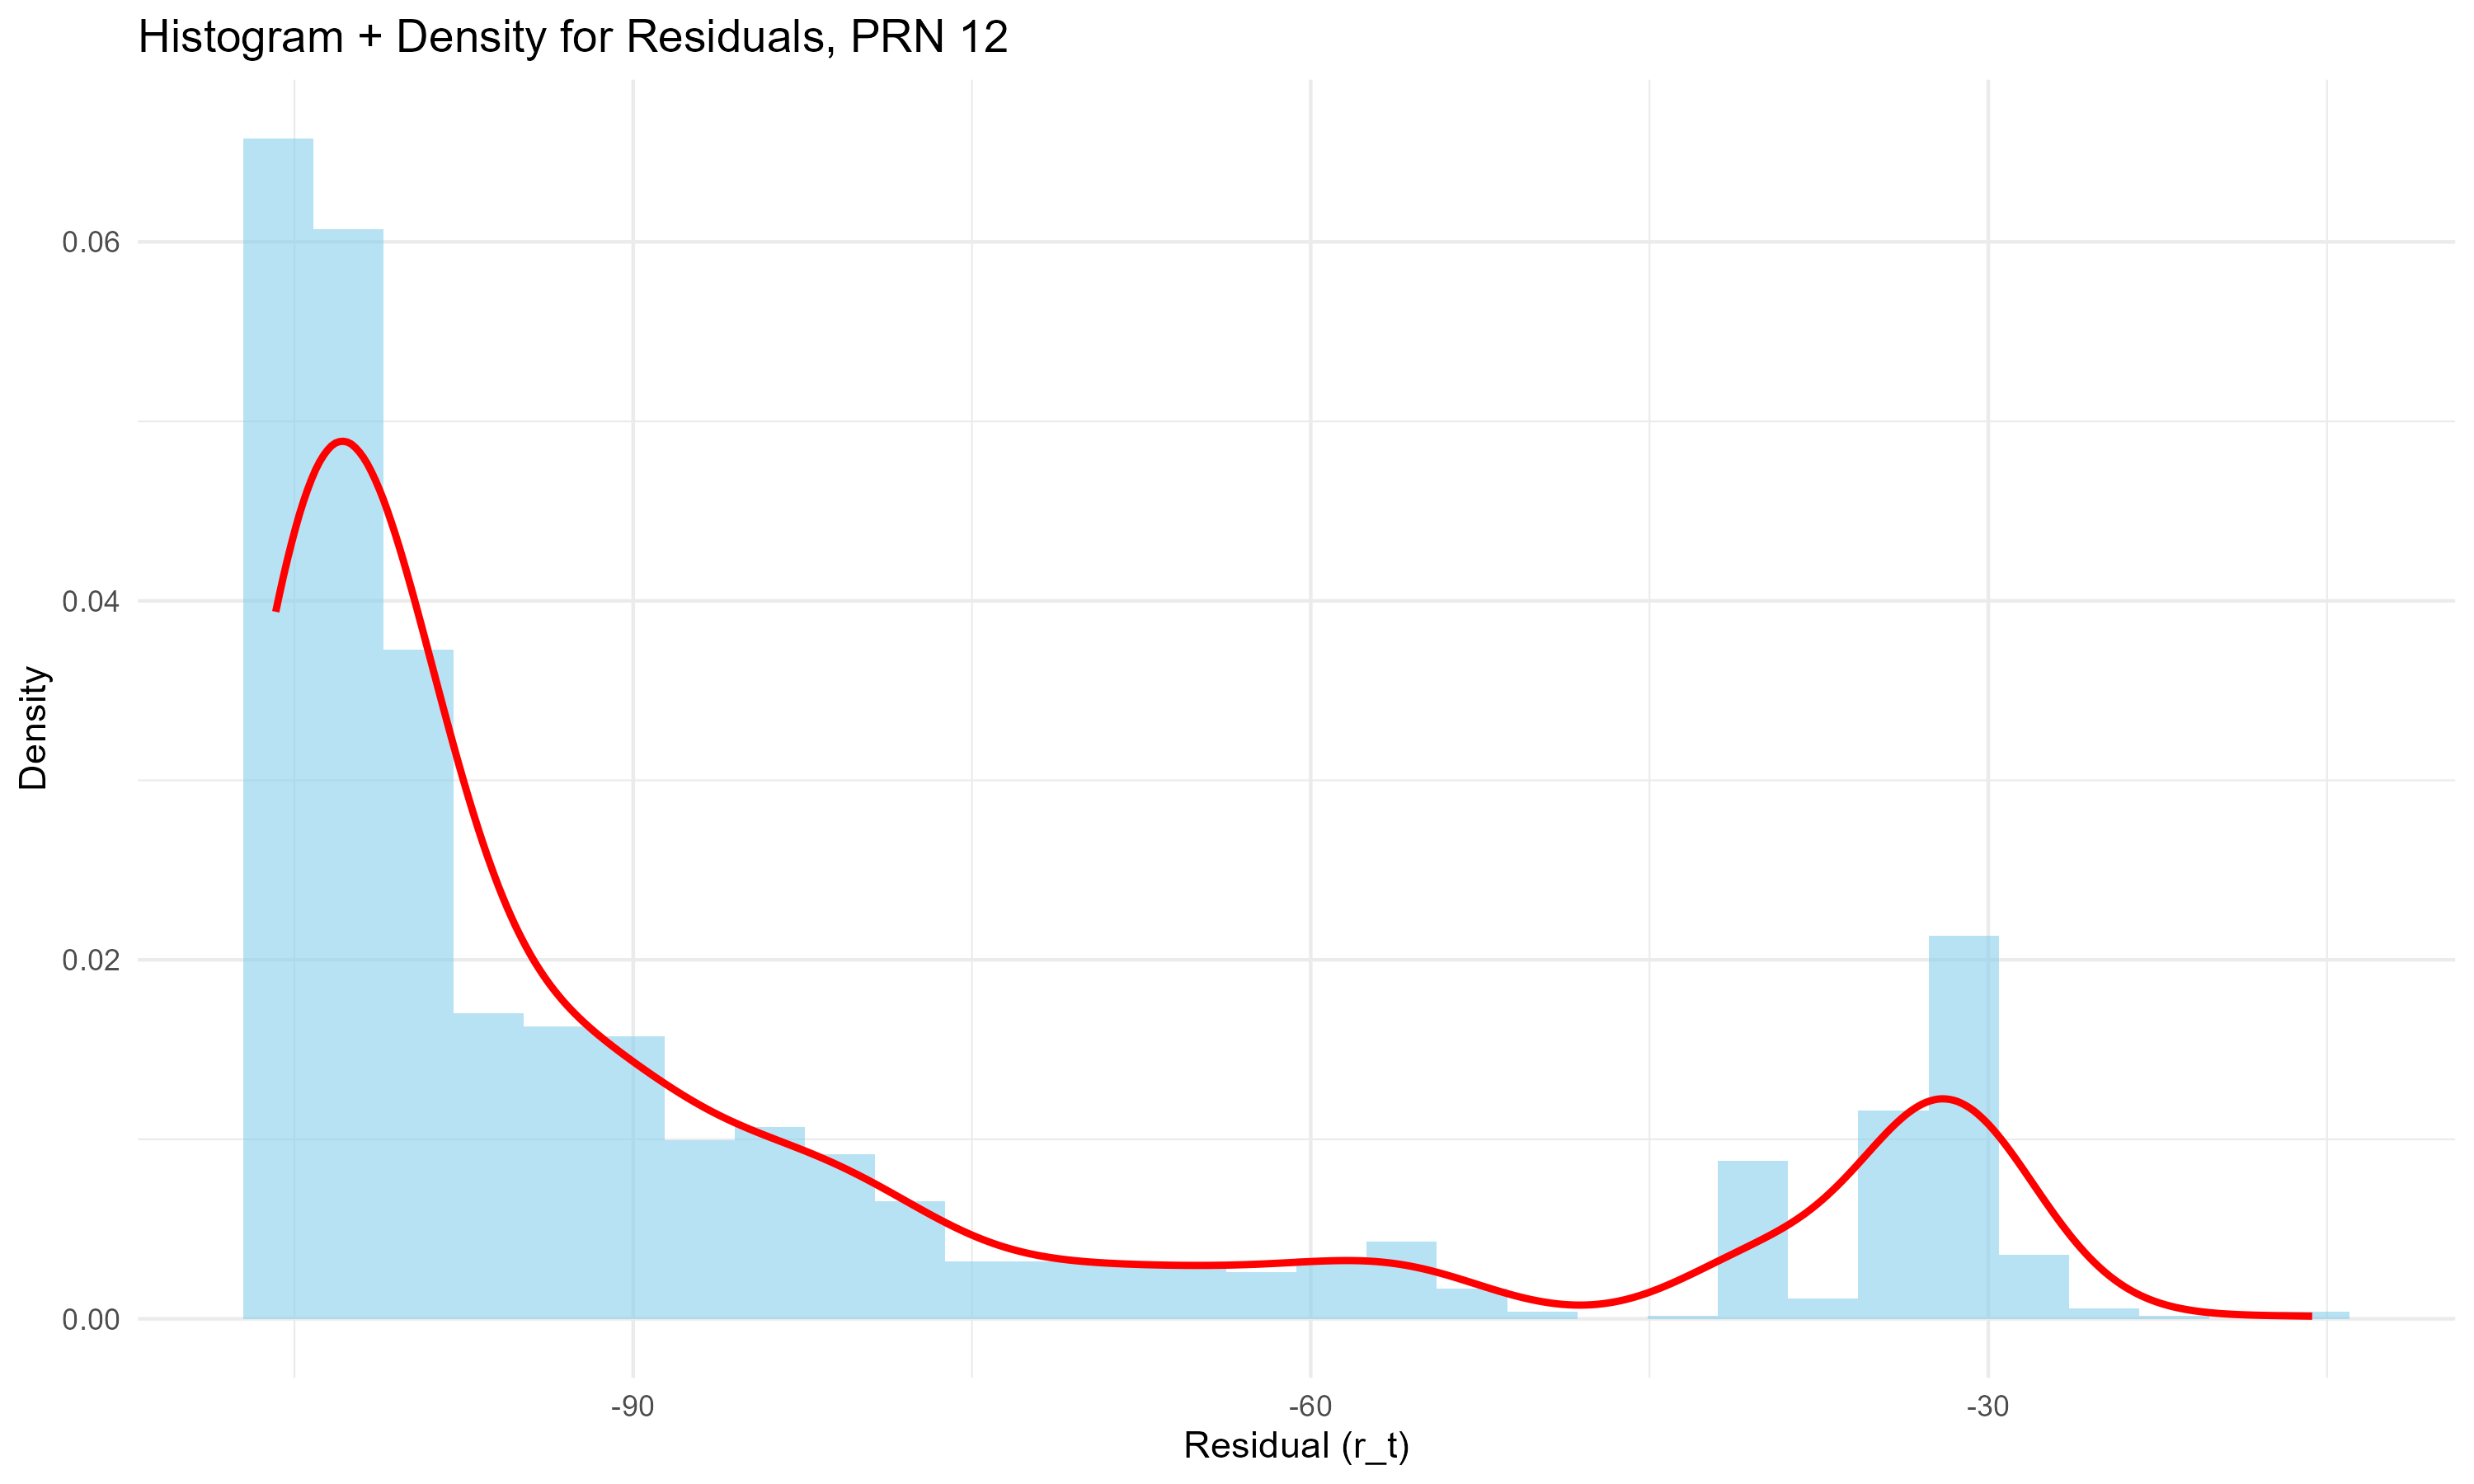 Histogram + Density for Residuals, PRN 12
0.06
0.04
0.02
0.00
Density
-90
-60
-30
Residual (r_t)